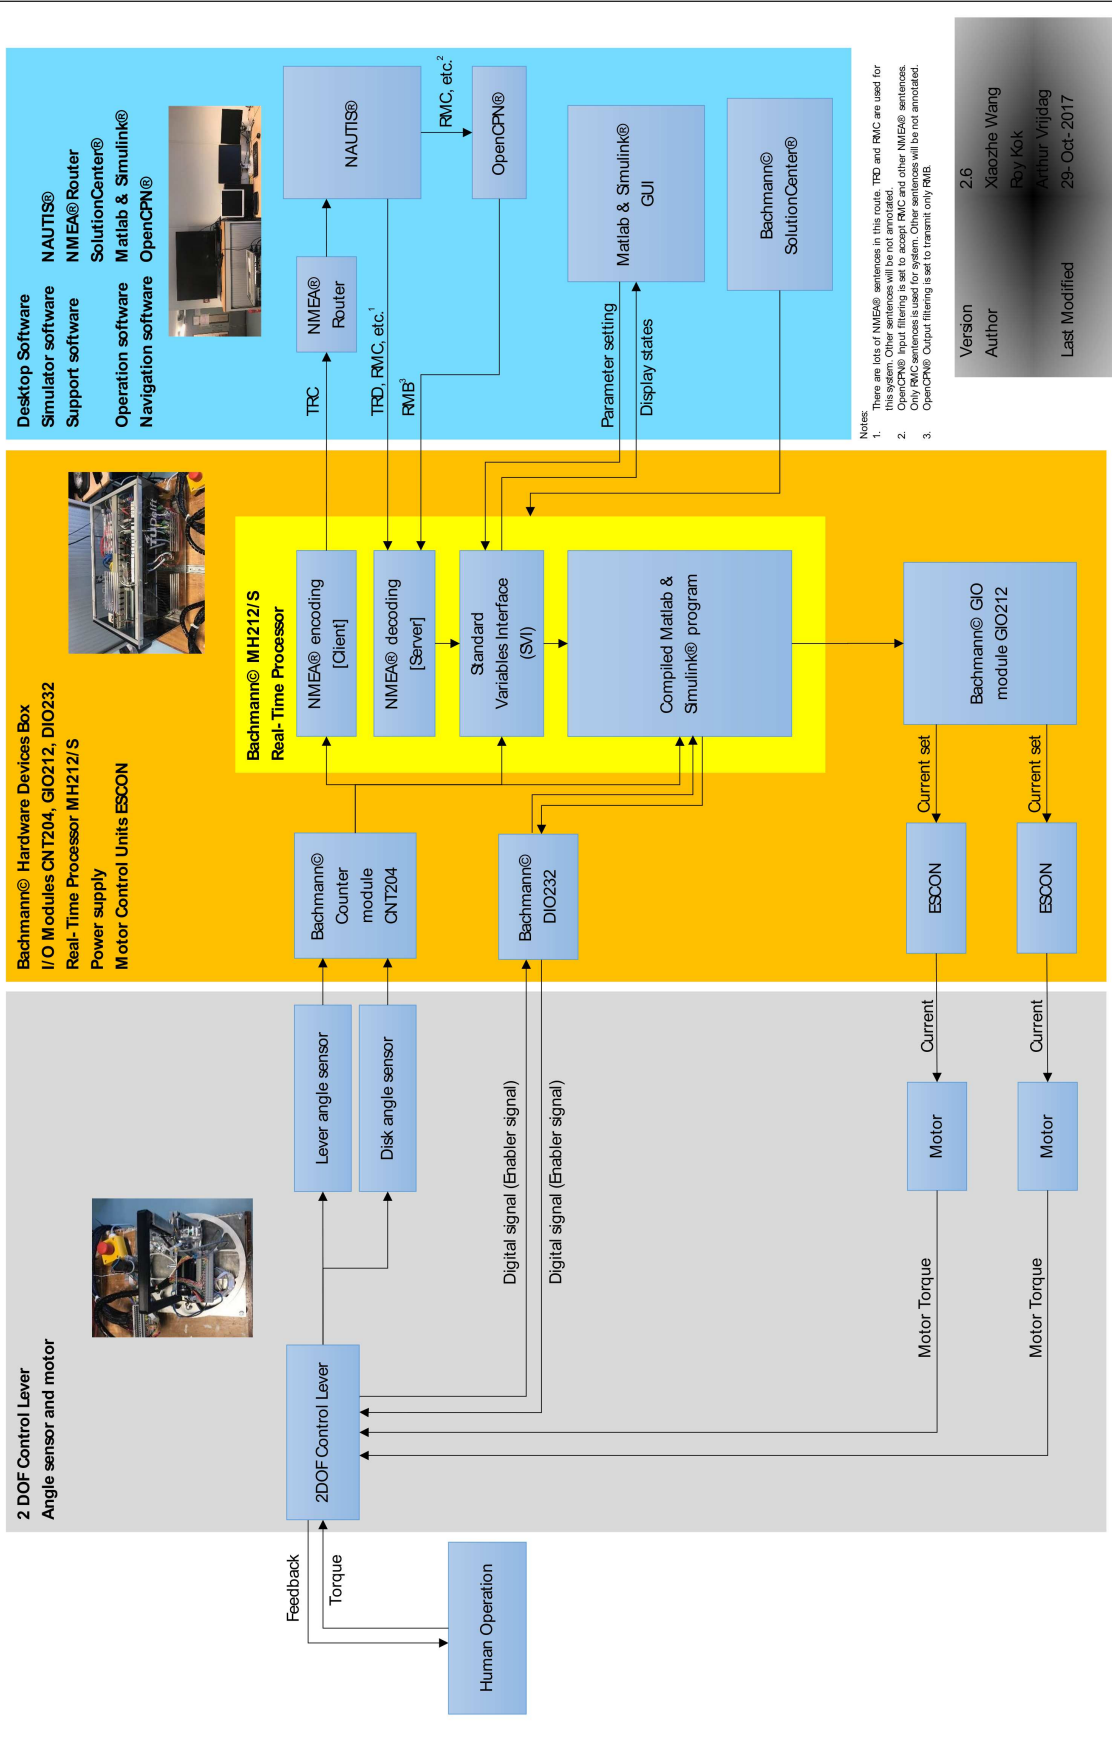 2 DOF Control Lever
Angle sensor and motor
Human Operation
Feedback
Torque
2DOF Control Lever
Lever angle sensor
Disk angle sensor
Digital signal (Enabler signal)
Digital signal (Enabler signal)
Motor Torque
Motor Torque
Motor
Motor
Current
Current
Bachmann© Hardware Devices Box
I/O Modules CNT204, GIO212, DIO232
Real-Time Processor MH212/S
Power supply
Motor Control Units ESCON
Bachmann©
Counter
module
CNT204
Bachmann©
DIO232
ESCON
ESCON
Current set
Current set
Bachmann© MH212/S
Real-Time Processor
NMEA® encoding
[Client]
NMEA® decoding
[Server]
Standard
Variables Interface
(SVI)
Compiled Matlab &
Simulink® program
Bachmann© GIO
module GIO212
Desktop Software
Simulator software NAUTIS®
Support software NMEA® Router
SolutionCenter®
Operation software Matlab & Simulink®
Navigation software OpenCPN®
TRC
TRD, RMC, etc.¹
RMB³
NMEA®
Router
NAUTIS®
RMC, etc.²
OpenCPN®
Parameter setting
Display states
Matlab & Simulink®
GUI
Bachmann©
SolutionCenter®
Notes:
1. There are lots of NMEA® sentences in this route. TRD and RMC are used for
this system. Other sentences will be not annotated.
2. OpenCPN® Input filtering is set to accept RMC and other NMEA® sentences.
Only RMC sentences is used for system. Other sentences will be not annotated.
3. OpenCPN® Output filtering is set to transmit only RMB.
Version 2.6
Author Xiaozhe Wang
Roy Kok
Arthur Vrijdag
Last Modified 29-Oct-2017